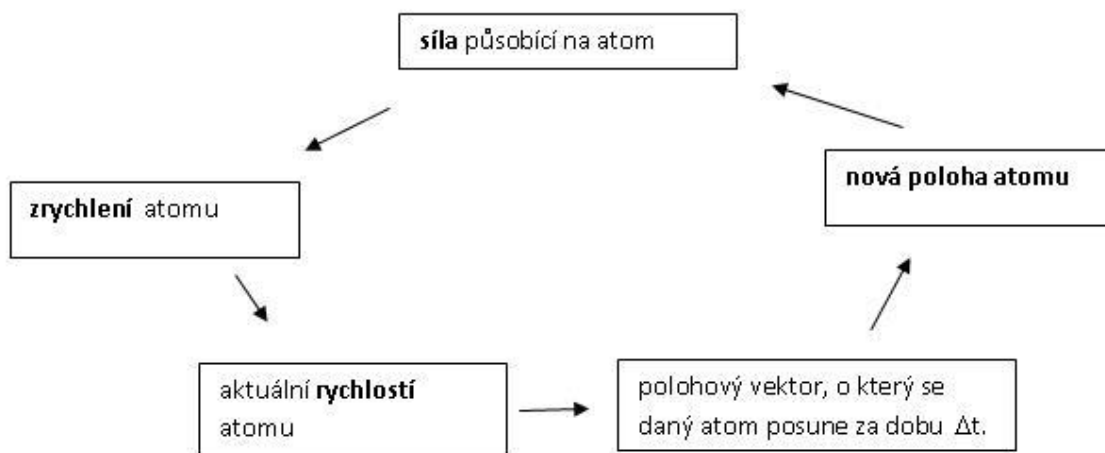 síla působící na atom
nová poloha atomu
zrychlení atomu
aktuální rychlostí
atomu
polohový vektor, o který se
daný atom posune za dobu Δt.